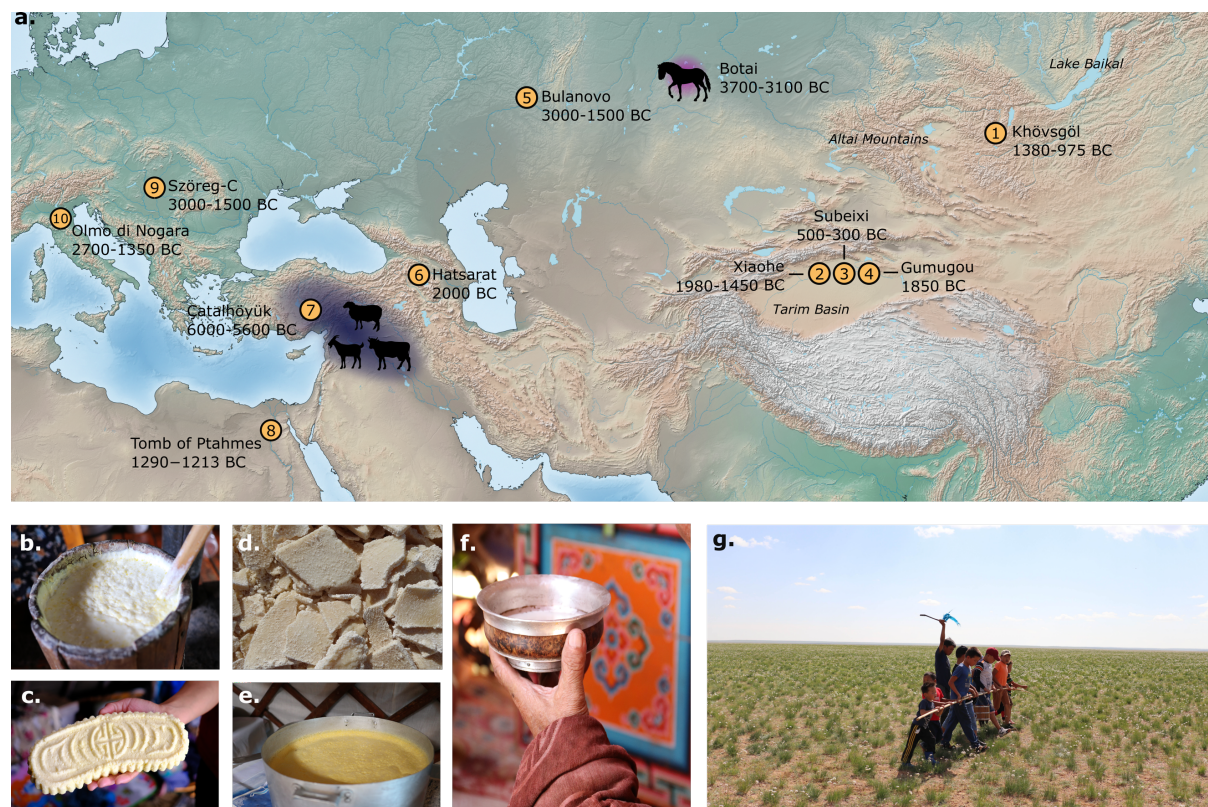 a.
Lake Baikal
Botai
3700-3100 BC
5
Bulanovo
3000-1500 BC
1
Khövsgöl
1380-975 BC
Altai Mountains
9
Szöreg-C
3000-1500 BC
10
Olmo di Nogara
2700-1350 BC
Subeixi
500-300 BC
6
Hatsarat
2000 BC
Xiaohe
1980-1450 BC
2
3
4
Gumugou
1850 BC
Tarim Basin
Çatalhöyük
6000-5600 BC
7
8
Tomb of Ptahmes
1290−1213 BC
b.
d.
f.
g.
c.
e.